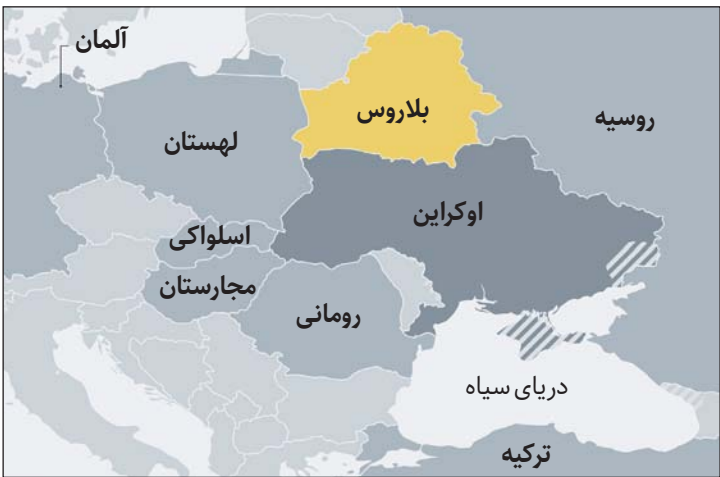 آلمان
بلاروس
روسیه
لهستان
اوکراین
اسلواکی
مجارستان
رومانی
دریای سیاه
ترکیه